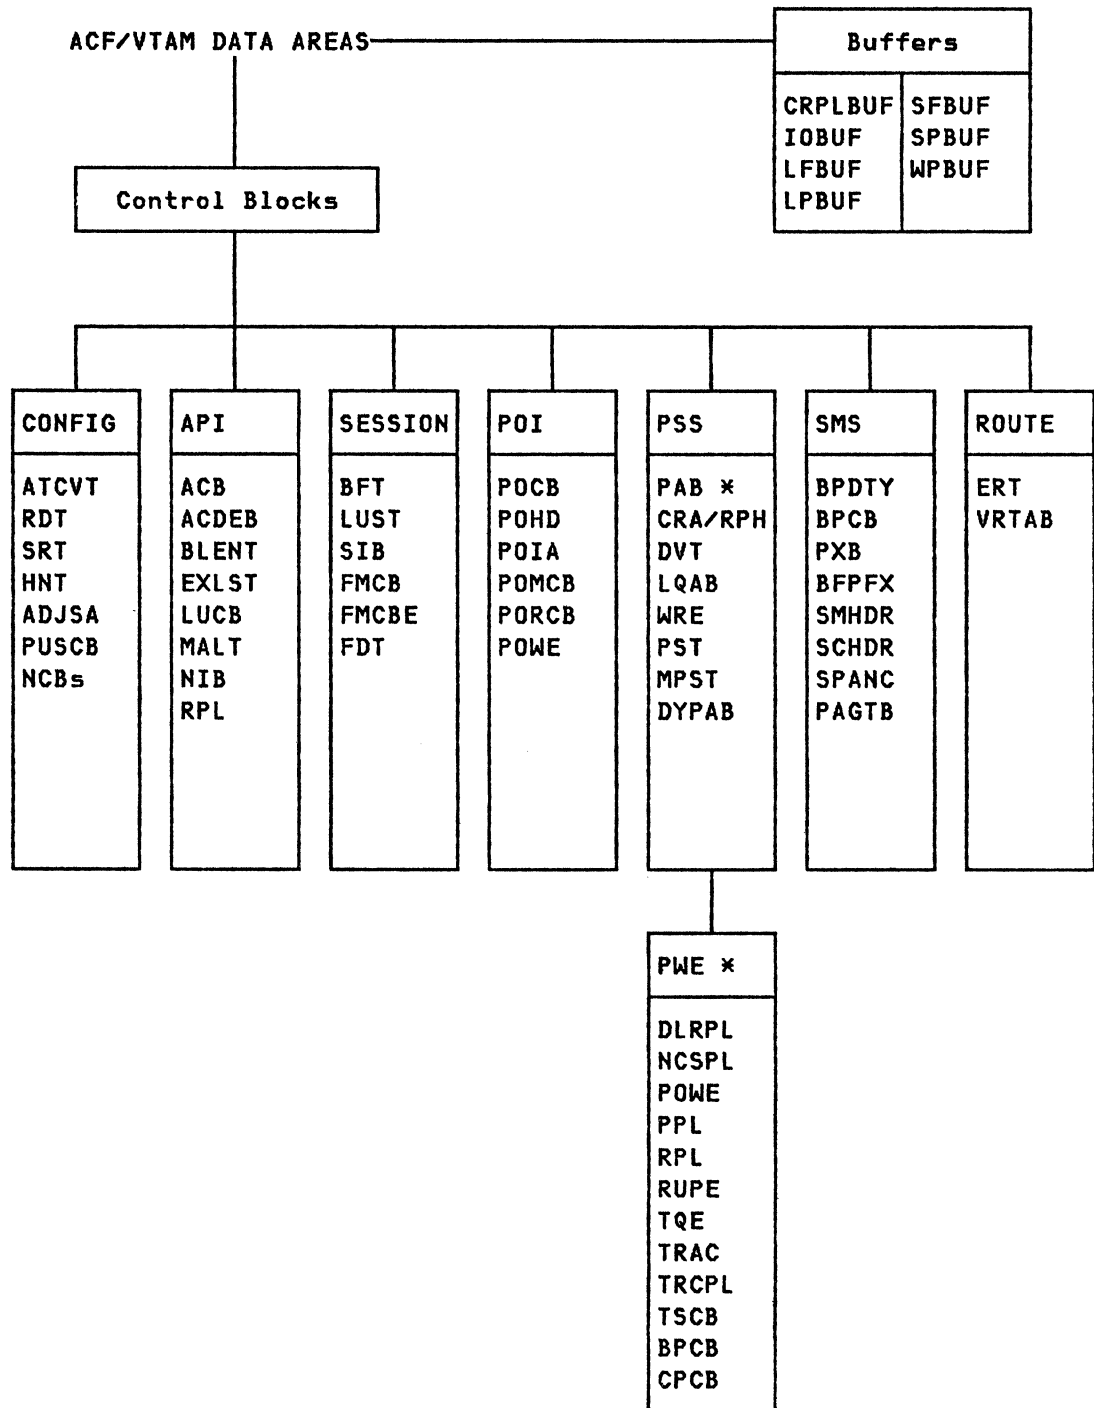 ACF/VTAM DATA AREAS
Buffers
CRPLBUF SFBUF
IOBUF SPBUF
LFBUF WPBUF
LPBUF
Control Blocks
CONFIG
ATCVT
RDT
SRT
HNT
ADJSA
PUSCB
NCBs
API
ACB
ACDEB
BLENT
EXLST
LUCB
MALT
NIB
RPL
SESSION
BFT
LUST
SIB
FMCB
FMCBE
FDT
POI
POCB
POHD
POIA
POMCB
PORCB
POWE
PSS
PAB *
CRA/RPH
DVT
LQAB
WRE
PST
MPST
DYPAB
SMS
BPDTY
BPCB
PXB
BFPFX
SMHDR
SCHDR
SPANC
PAGTB
ROUTE
ERT
VRTAB
PWE *
DLRPL
NCSPL
POWE
PPL
RPL
RUPE
TQE
TRAC
TRCPL
TSCB
BPCB
CPCB